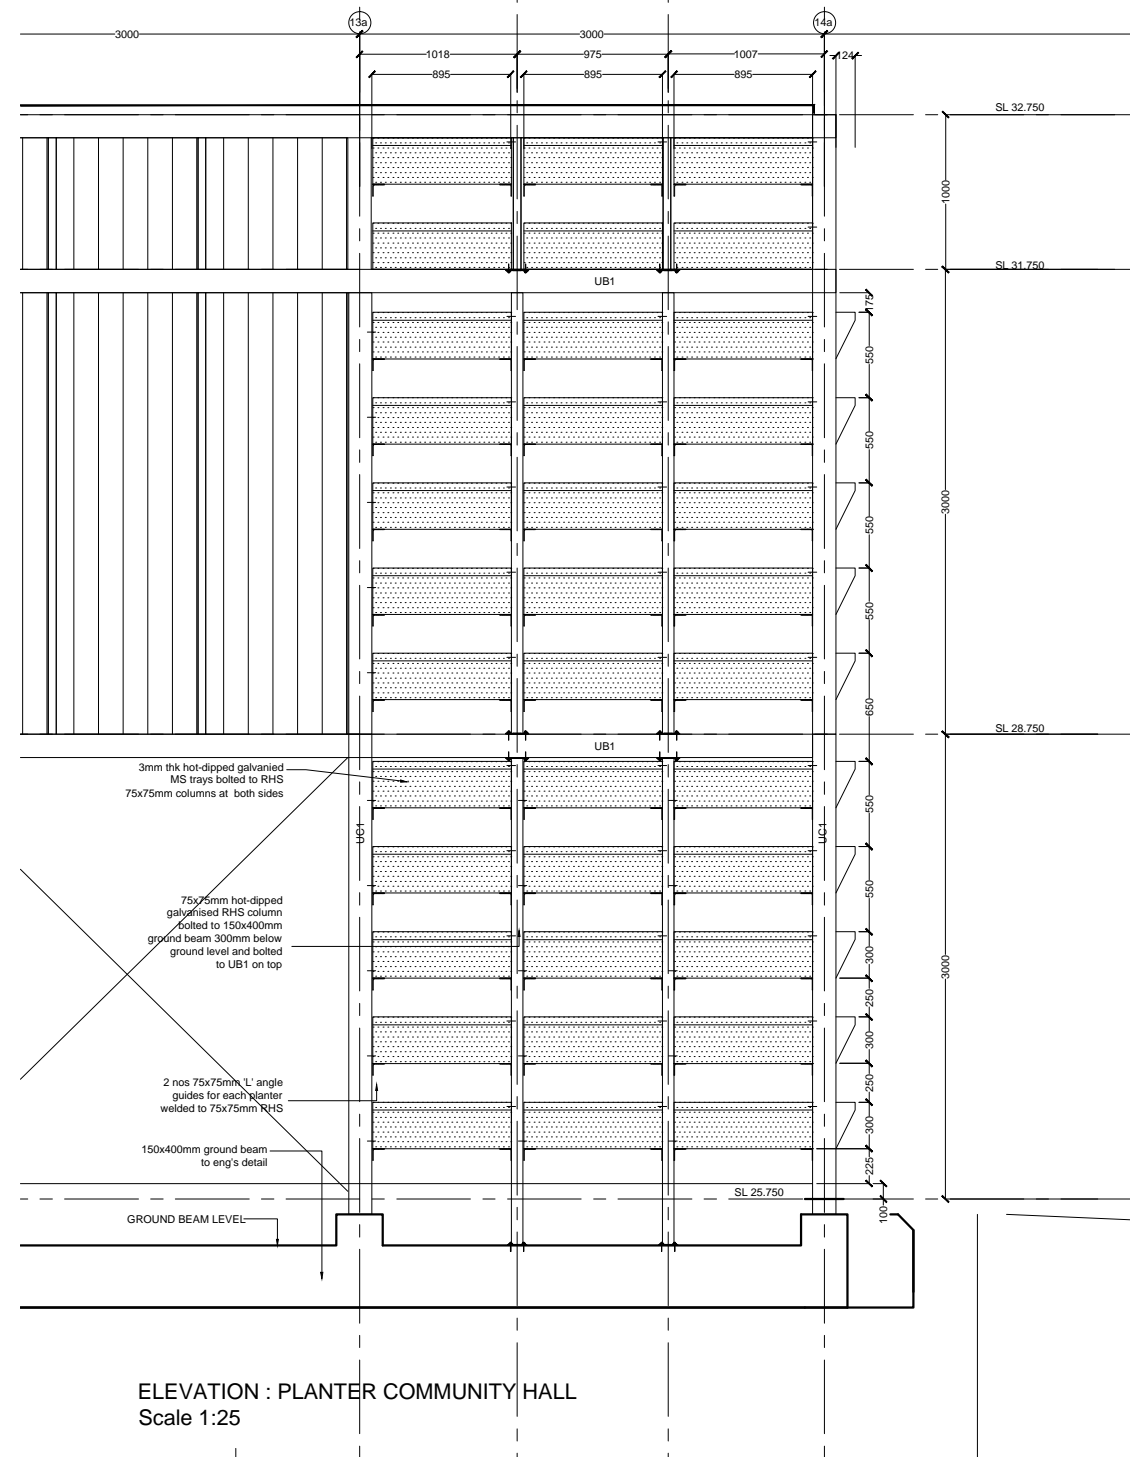 13a
14a
3000
3000
1018
975
1007
124
895
895
895
SL 32.750
1000
SL 31.750
UB1
175
550
550
3000
550
550
650
SL 28.750
UB1
3mm thk hot-dipped galvanied
MS trays bolted to RHS
75x75mm columns at both sides
550
UC1
UC1
550
75x75mm hot-dipped
galvanised RHS column
bolted to 150x400mm
ground beam 300mm below
ground level and bolted
to UB1 on top
300
3000
250
300
2 nos 75x75mm 'L' angle
guides for each planter
welded to 75x75mm RHS
250
300
150x400mm ground beam
to eng's detail
225
SL 25.750
100
GROUND BEAM LEVEL
ELEVATION : PLANTER COMMUNITY HALL
Scale 1:25